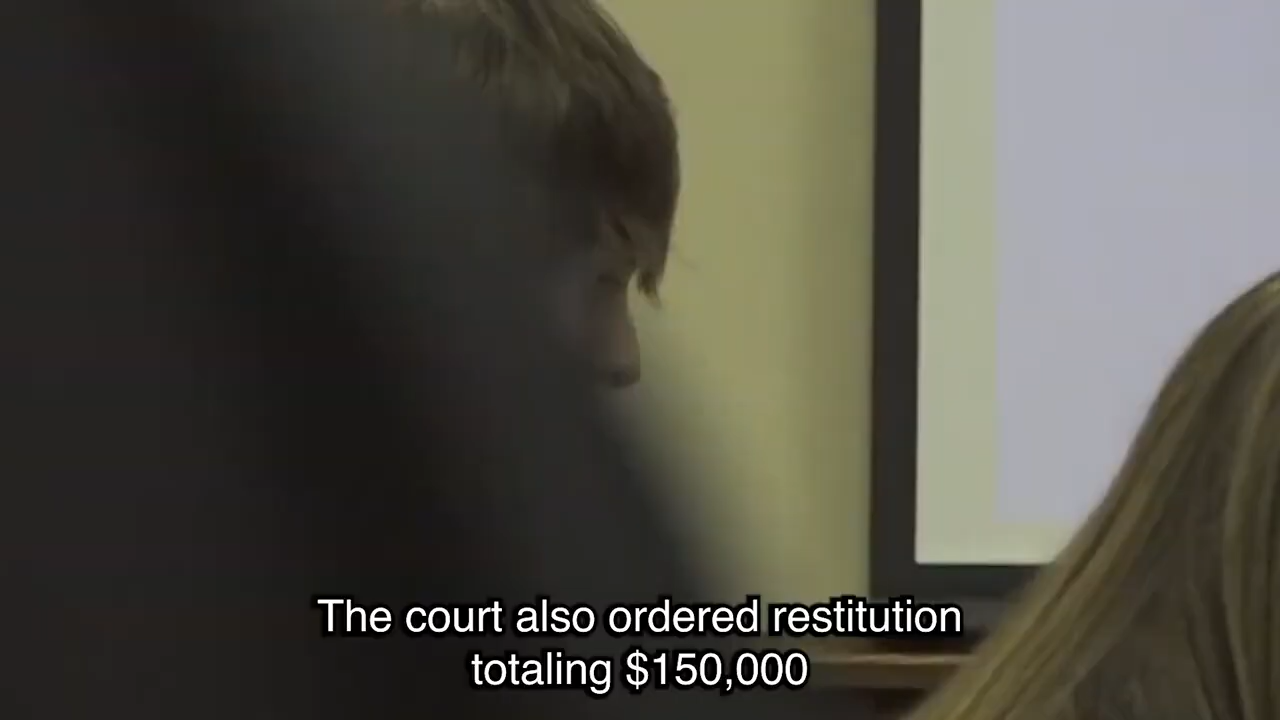 The court also ordered restitution
totaling $150,000